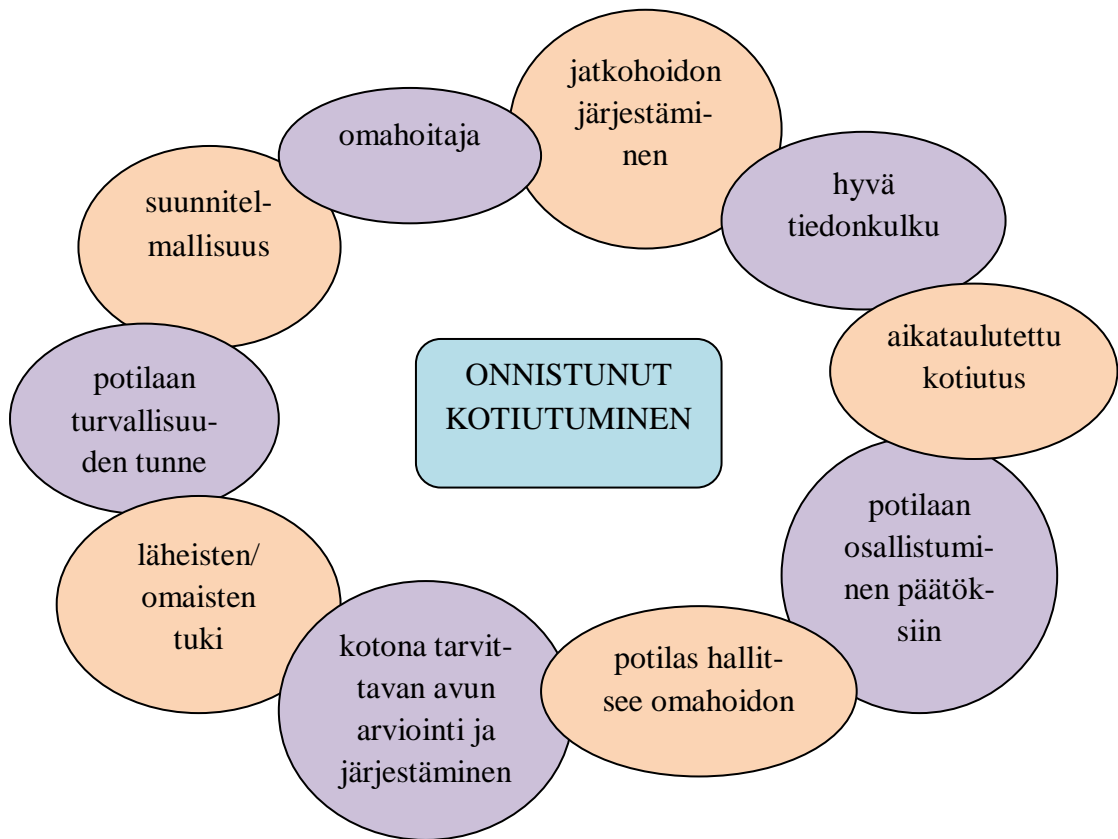 jatkohoidon
järjestämi-
nen
omahoitaja
hyvä
tiedonkulku
suunnitel-
mallisuus
aikataulutettu
kotiutus
ONNISTUNUT
KOTIUTUMINEN
potilaan
turvallisuu-
den tunne
potilaan
osallistumi-
nen päätök-
siin
läheisten/
omaisten
tuki
kotona tarvit-
tavan avun
arviointi ja
järjestäminen
potilas hallit-
see omahoidon